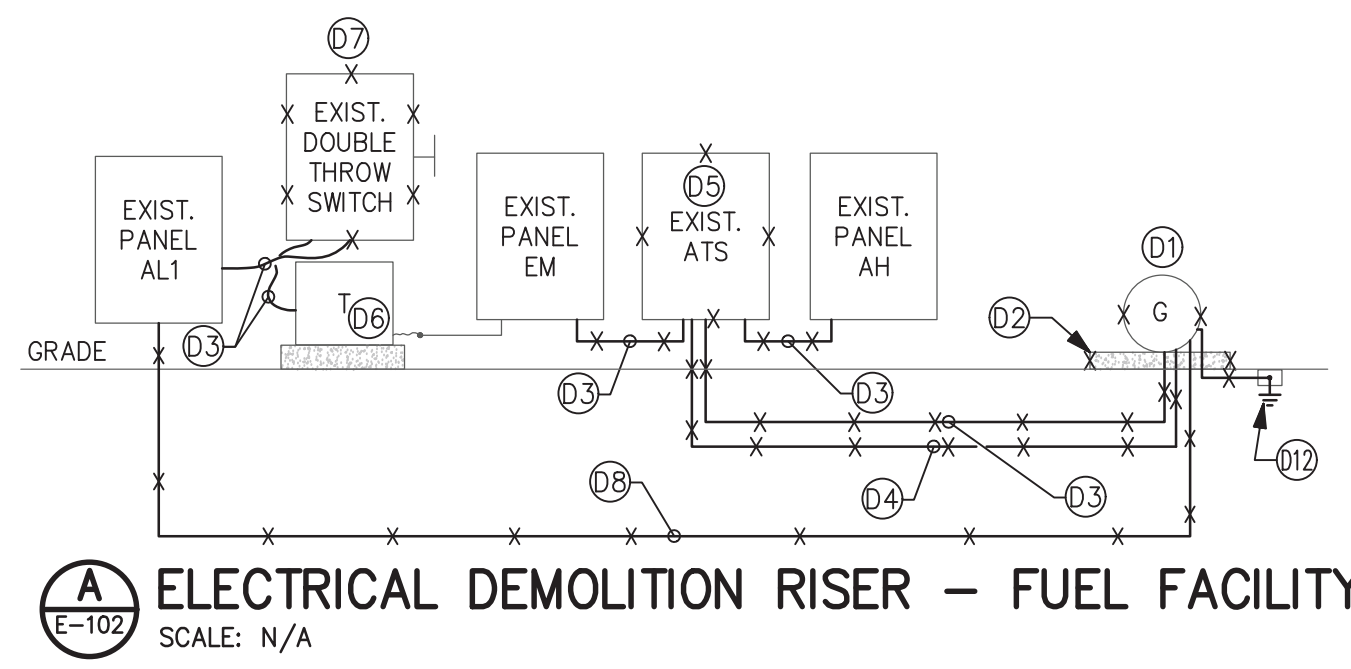 D7
EXIST.
DOUBLE
THROW
SWITCH
EXIST.
PANEL
AL1
EXIST.
PANEL
EM
D5
EXIST.
ATS
EXIST.
PANEL
AH
D1
G
T
D6
D2
D3
GRADE
D3
D3
D12
D8
D4
D3
A
E-102
ELECTRICAL DEMOLITION RISER - FUEL FACILITY
SCALE: N/A